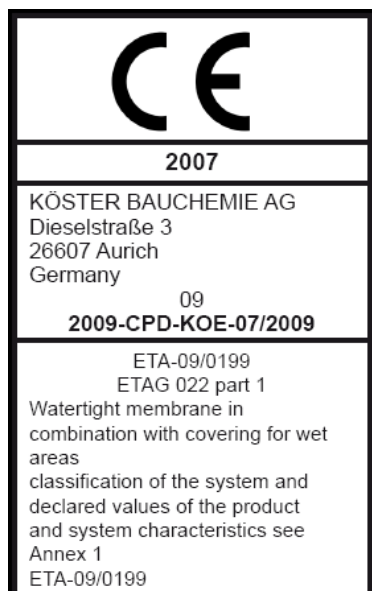 CE
2007
KÖSTER BAUCHEMIE AG
Dieselstraße 3
26607 Aurich
Germany
09
2009-CPD-KOE-07/2009
ETA-09/0199
ETAG 022 part 1
Watertight membrane in
combination with covering for wet
areas
classification of the system and
declared values of the product
and system characteristics see
Annex 1
ETA-09/0199